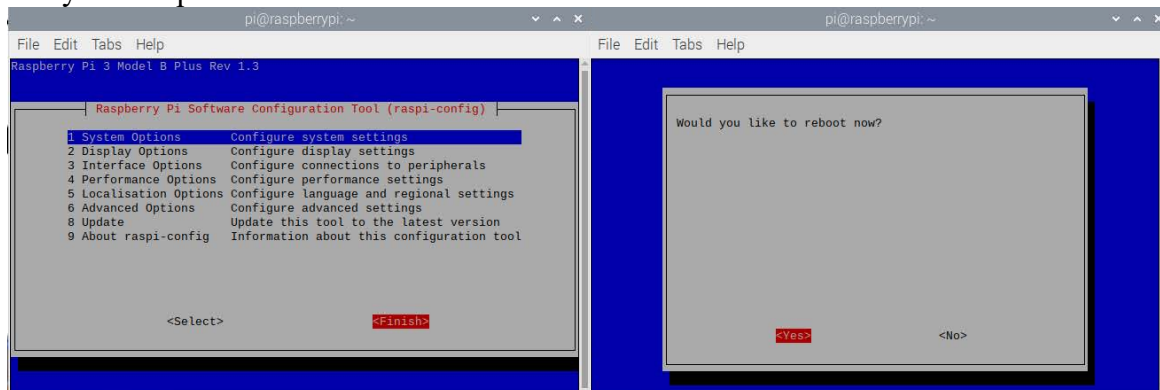 pi@raspberrypi: ~
File Edit Tabs Help
Raspberry Pi 3 Model B Plus Rev 1.3
Raspberry Pi Software Configuration Tool (raspi-config)
1 System Options Configure system settings
2 Display Options Configure display settings
3 Interface Options Configure connections to peripherals
4 Performance Options Configure performance settings
5 Localisation Options Configure language and regional settings
6 Advanced Options Configure advanced settings
8 Update Update this tool to the latest version
9 About raspi-config Information about this configuration tool
<Select> <Finish>
pi@raspberrypi: ~
File Edit Tabs Help
Would you like to reboot now?
<Yes> <No>